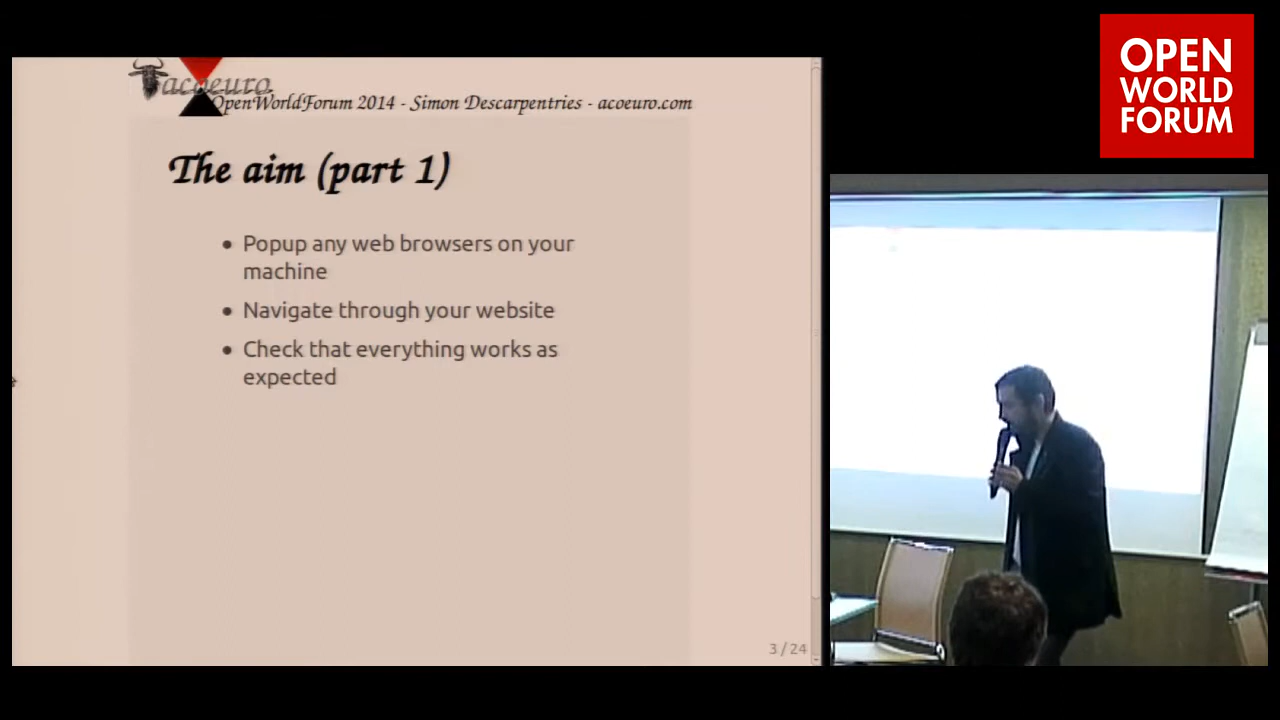 acoeuro
OpenWorldForum 2014 - Simon Descarpentries - acoeuro.com
The aim (part 1)
• Popup any web browsers on your
machine
• Navigate through your website
• Check that everything works as
expected
3 / 24
OPEN
WORLD
FORUM